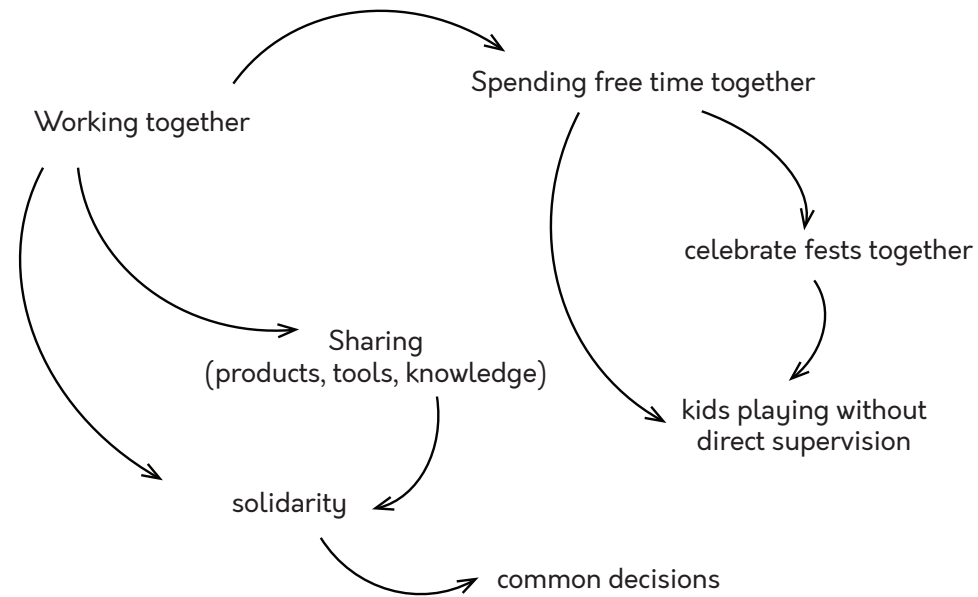 Spending free time together
Working together
celebrate fests together
Sharing
(products, tools, knowledge)
kids playing without
direct supervision
solidarity
common decisions